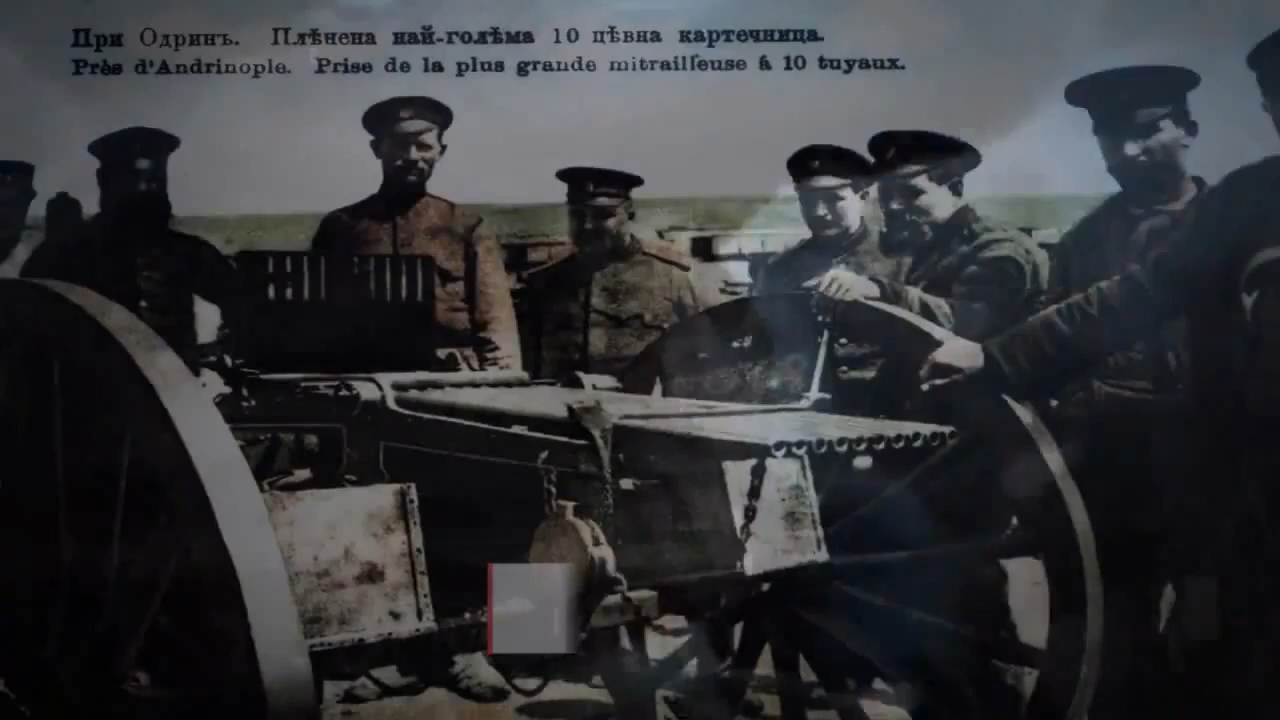 При Одринъ. Плѣнена най-голѣма 10 цѣвна картечница.
Près d'Andrinople. Prise de la plus grande mitrailleuse á 10 tuyaux.